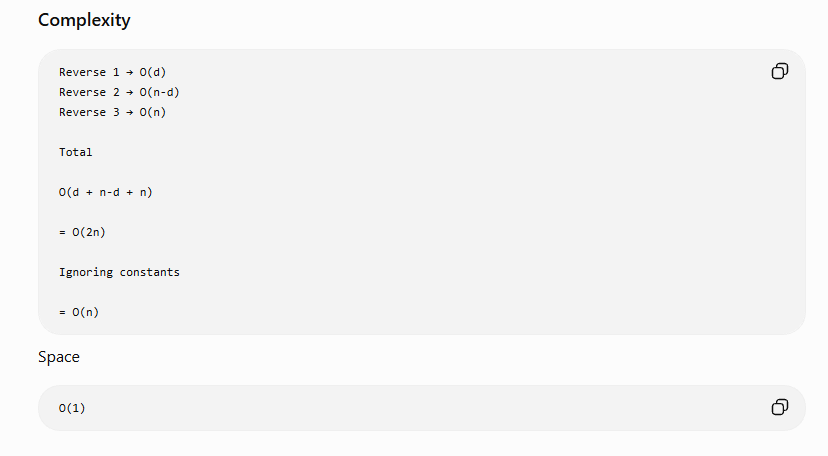 Complexity
Reverse 1 → O(d)
Reverse 2 → O(n-d)
Reverse 3 → O(n)
Total
O(d + n-d + n)
= O(2n)
Ignoring constants
= O(n)
Space
O(1)